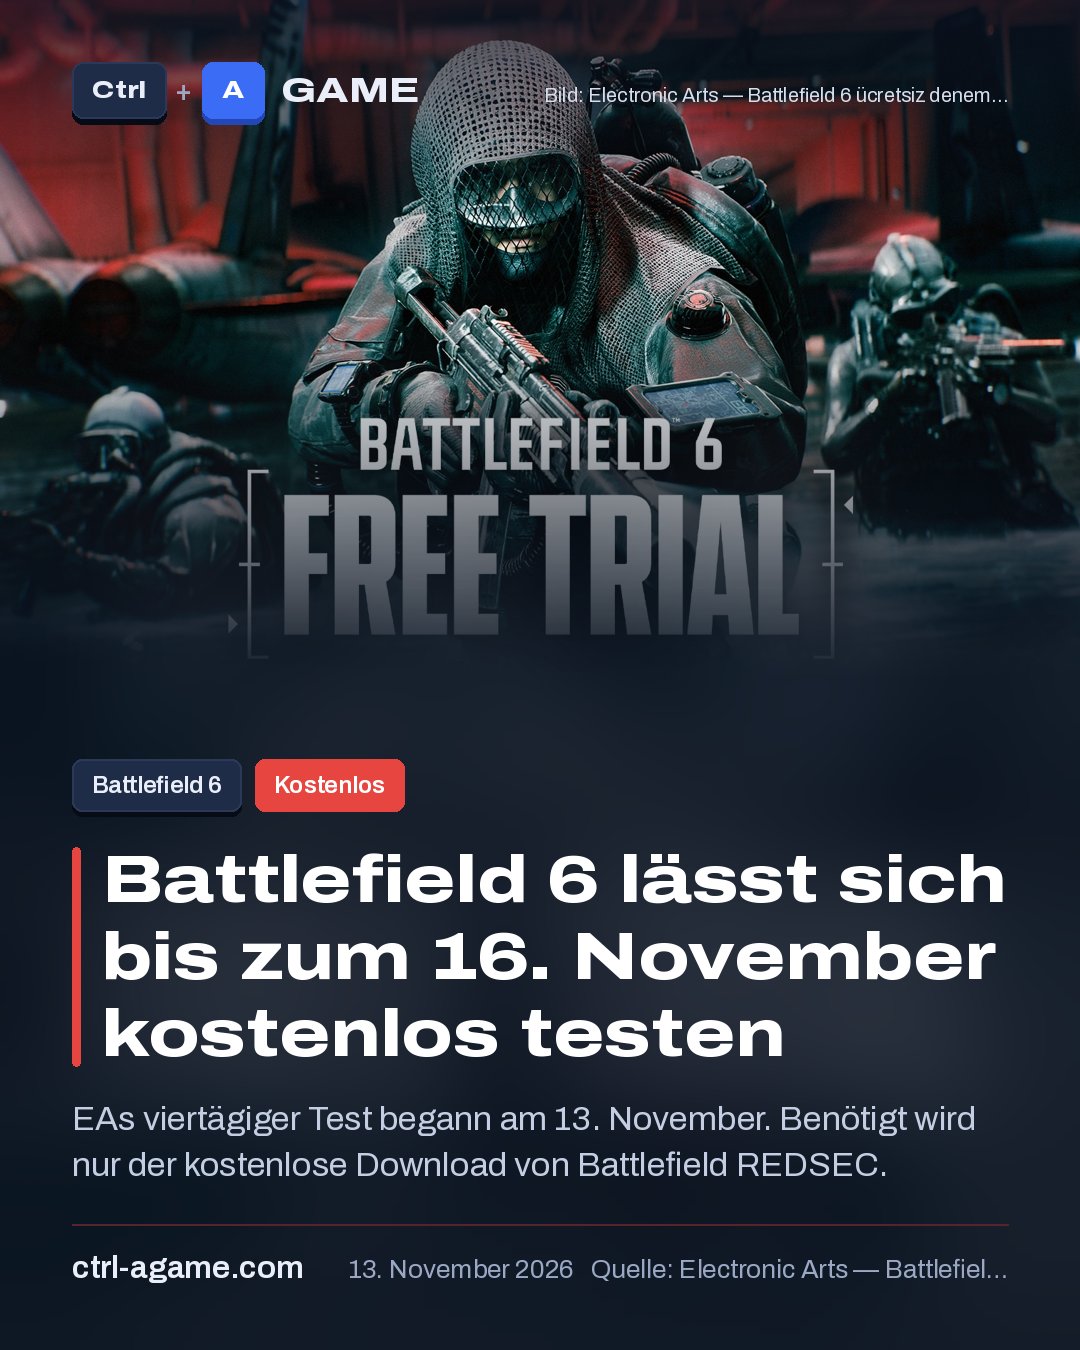 Ctrl + A GAME
Bild: Electronic Arts — Battlefield 6 ücretsiz denem...
BATTLEFIELD™ 6
FREE TRIAL
Battlefield 6
Kostenlos
Battlefield 6 lässt sich
bis zum 16. November
kostenlos testen
EAs viertägiger Test begann am 13. November. Benötigt wird
nur der kostenlose Download von Battlefield REDSEC.
ctrl-agame.com
13. November 2026 Quelle: Electronic Arts — Battlefiel...